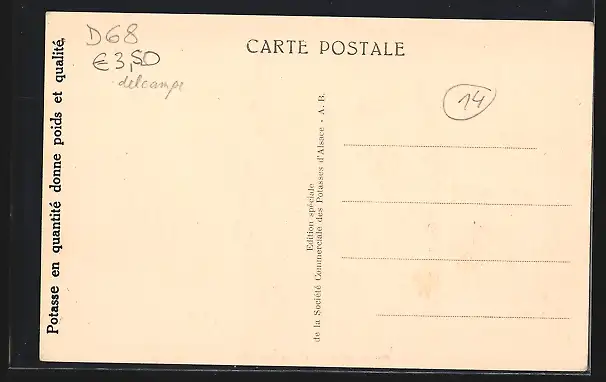 D68
€3,50
delcampe
Potasse en quantité donne poids et qualité,
CARTE POSTALE
14
Edition spéciale
de la Société Commerciale des Potasses d'Alsace - A. B.